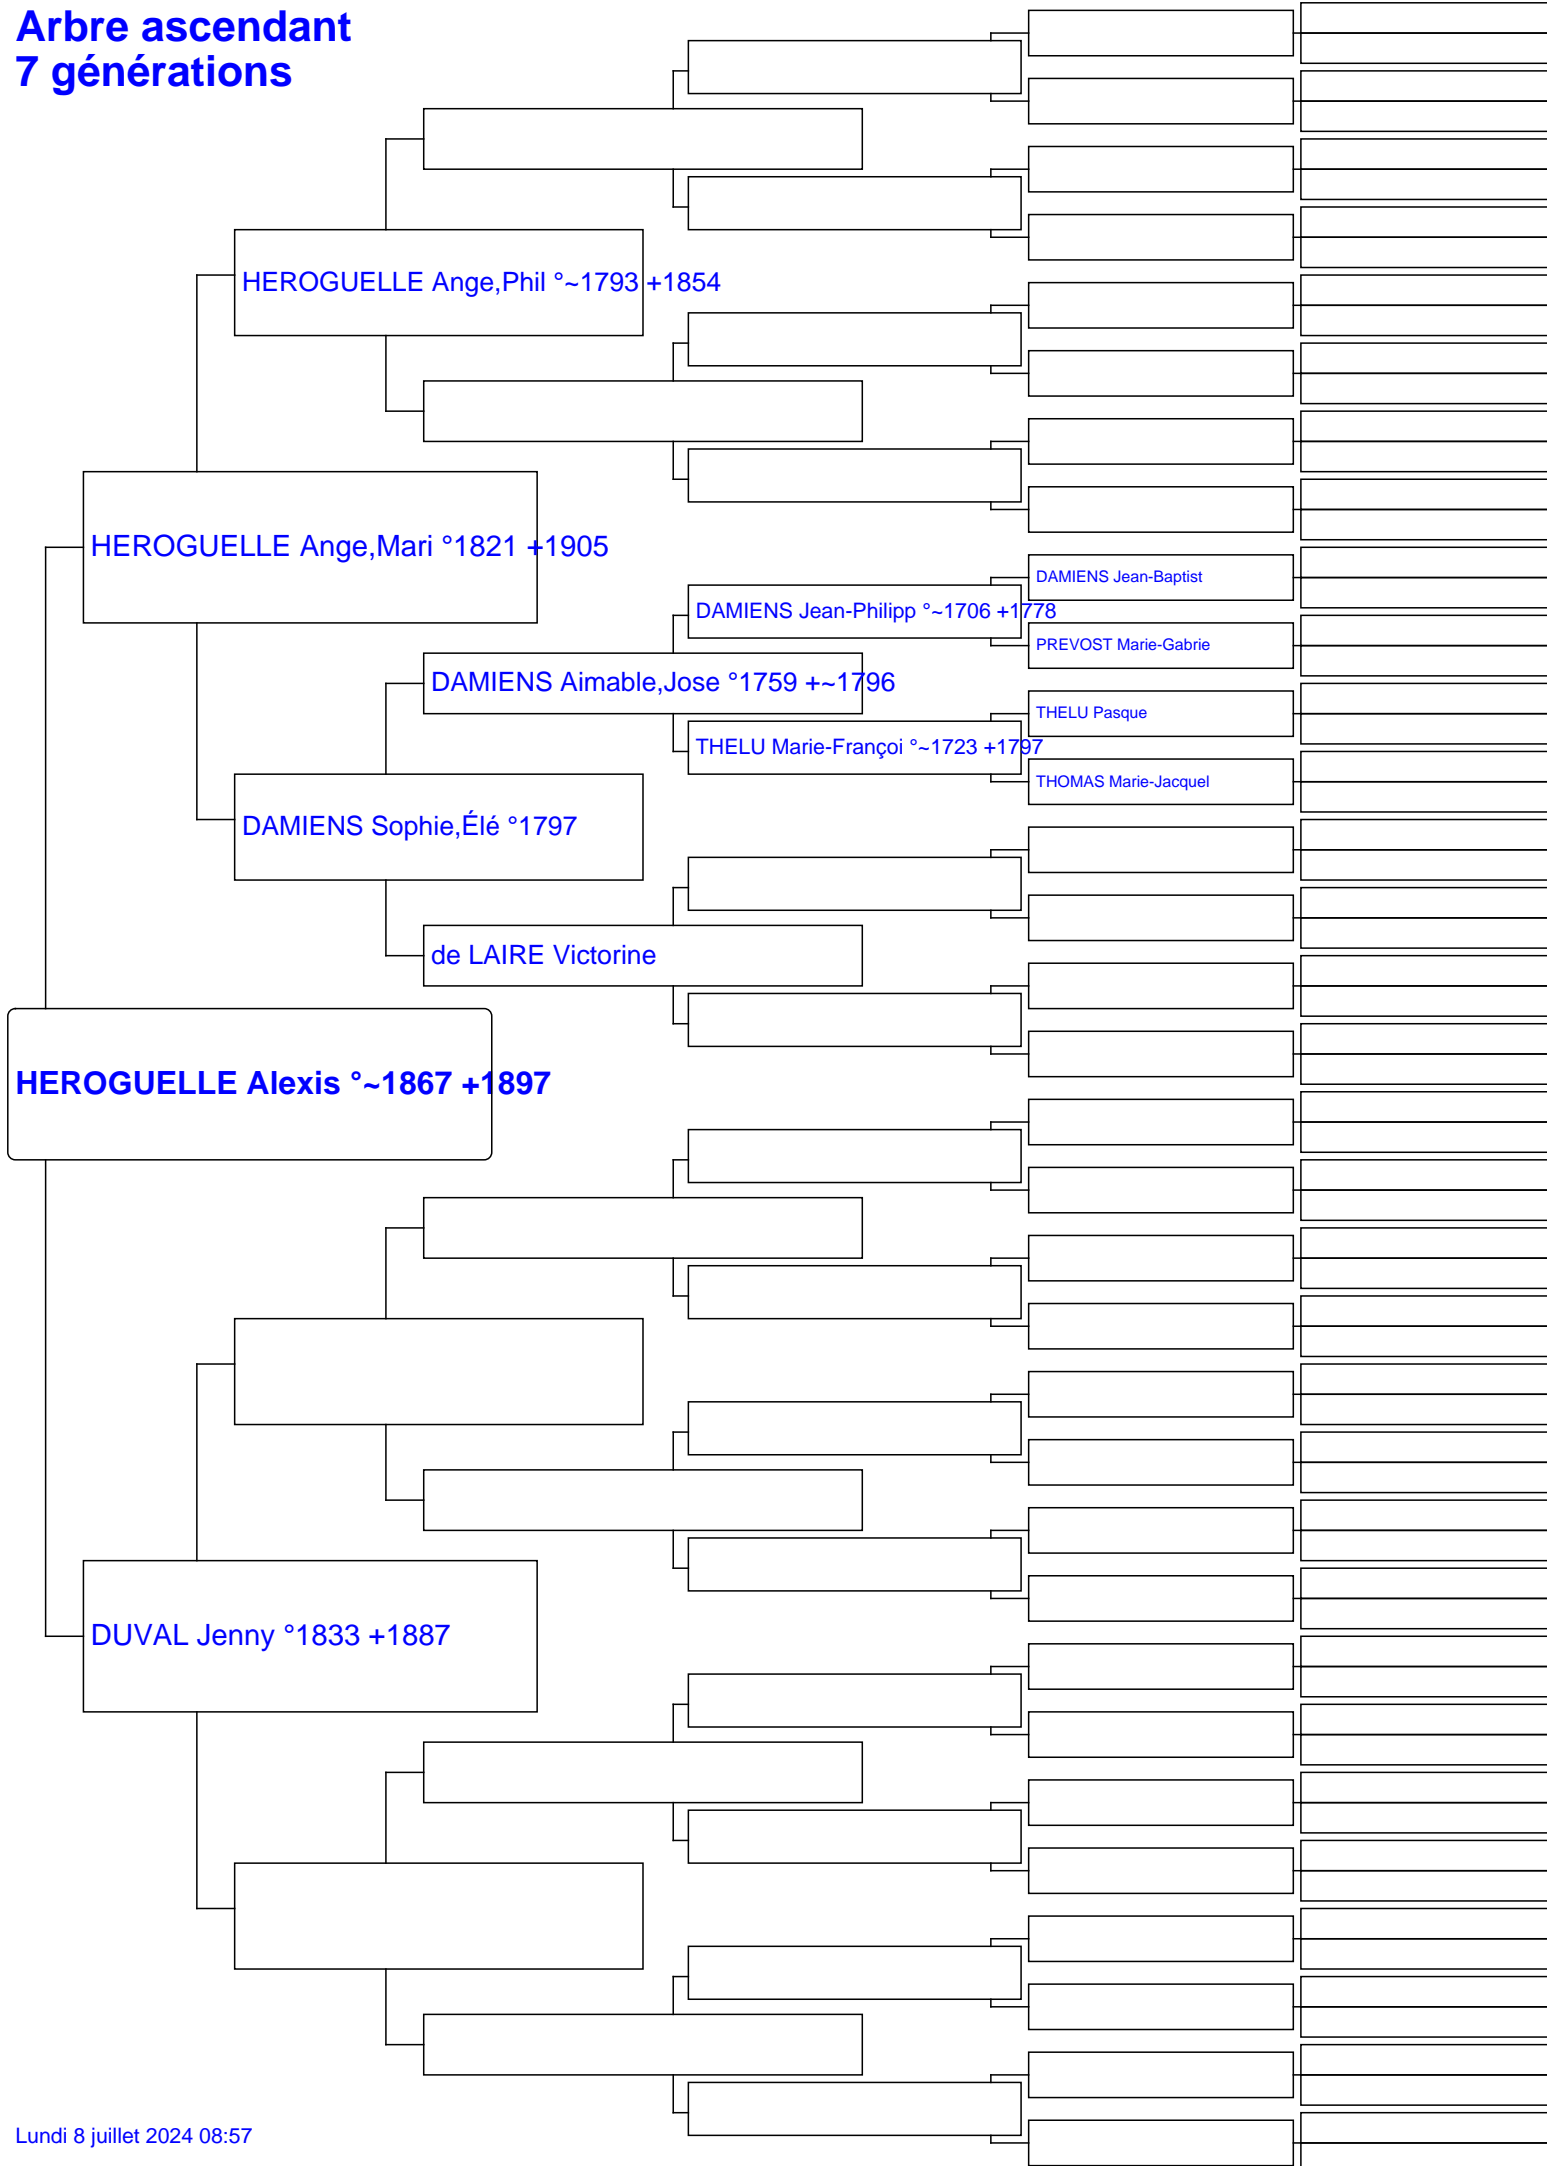 Arbre ascendant
7 générations
HEROGUELLE Ange,Phil °~1793 +1854
HEROGUELLE Ange,Mari °1821 +1905
DAMIENS Jean-Baptist
DAMIENS Jean-Philipp °~1706 +1778
PREVOST Marie-Gabrie
DAMIENS Aimable,Jose °1759 +~1796
THELU Pasque
THELU Marie-Françoi °~1723 +1797
THOMAS Marie-Jacquel
DAMIENS Sophie,Élé °1797
de LAIRE Victorine
HEROGUELLE Alexis °~1867 +1897
DUVAL Jenny °1833 +1887
Lundi 8 juillet 2024 08:57